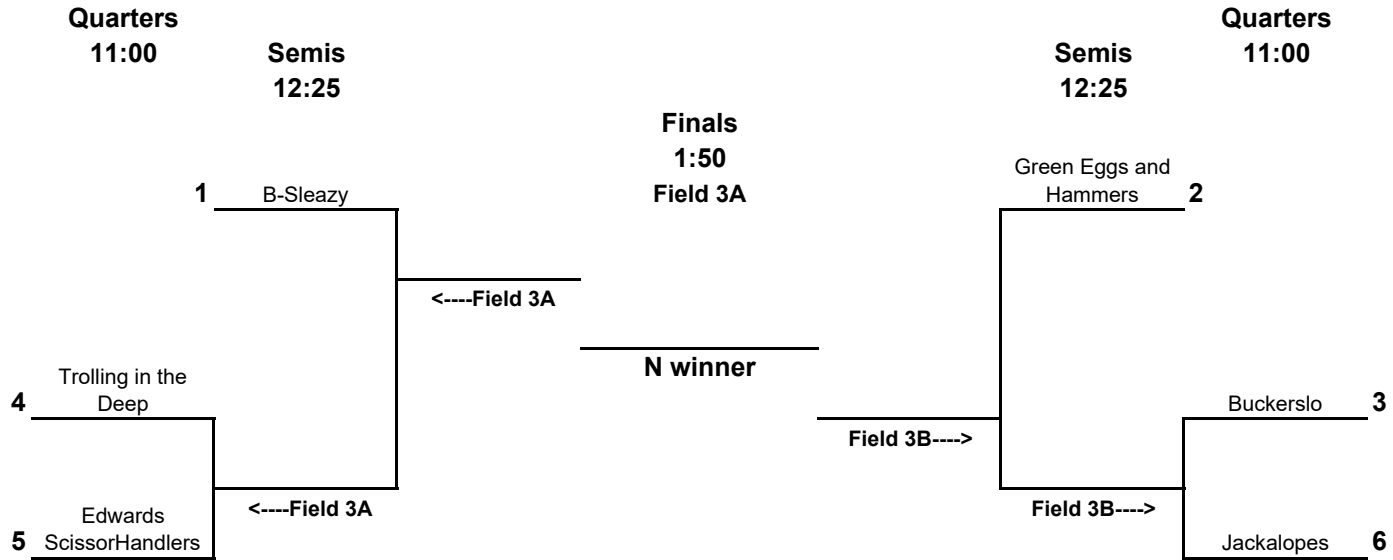 Quarters
11:00
Semis
12:25
Finals
1:50
Field 3A
Semis
12:25
Quarters
11:00
1 B-Sleazy
Green Eggs and
Hammers 2
<----Field 3A
N winner
Trolling in the
4 Deep
Buckerslo 3
Field 3B---->
<----Field 3A
Field 3B---->
Edwards
5 ScissorHandlers
Jackalopes 6